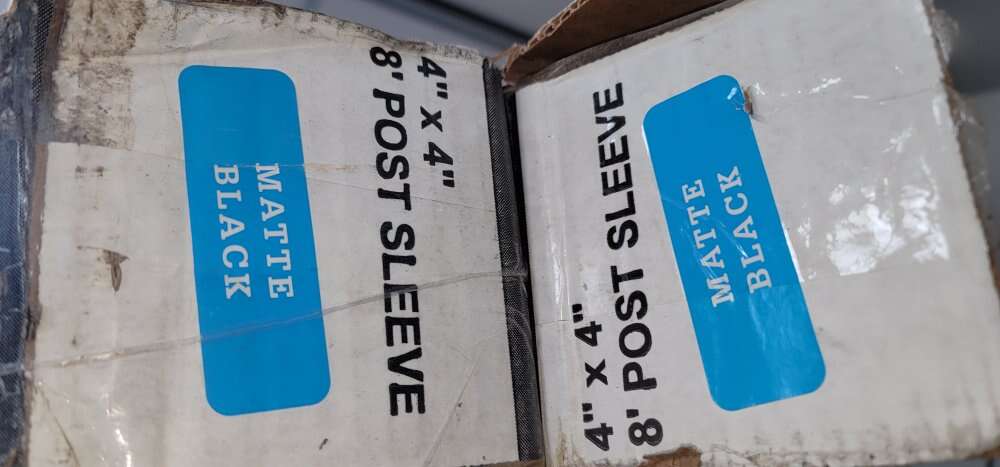 4" x 4"
8' POST SLEEVE
MATTE
BLACK
4" x 4"
8' POST SLEEVE
MATTE
BLACK